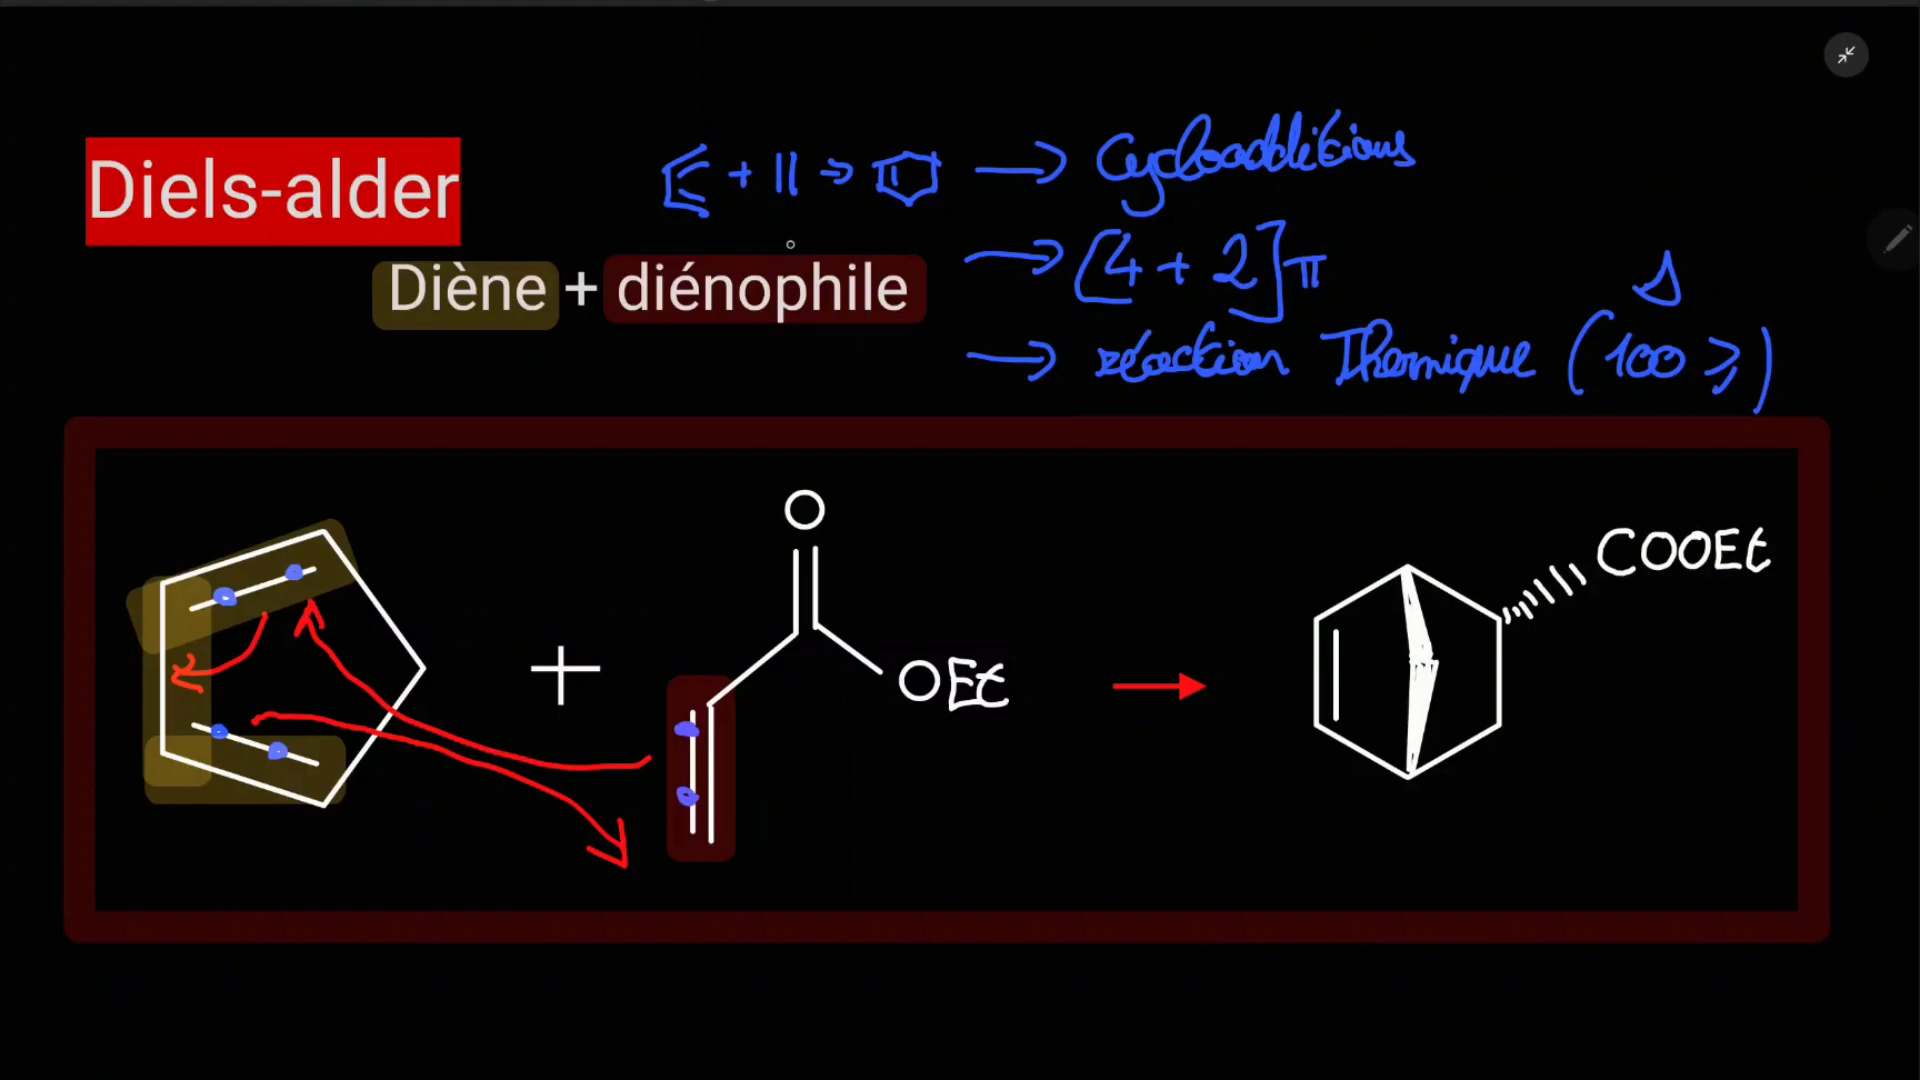 Diels-alder
+ → → Cycloadditions
Diène + diénophile
→ [4 + 2]π
Δ
→ réaction Thermique (100 ≥)
O
COOEt
+
OEt